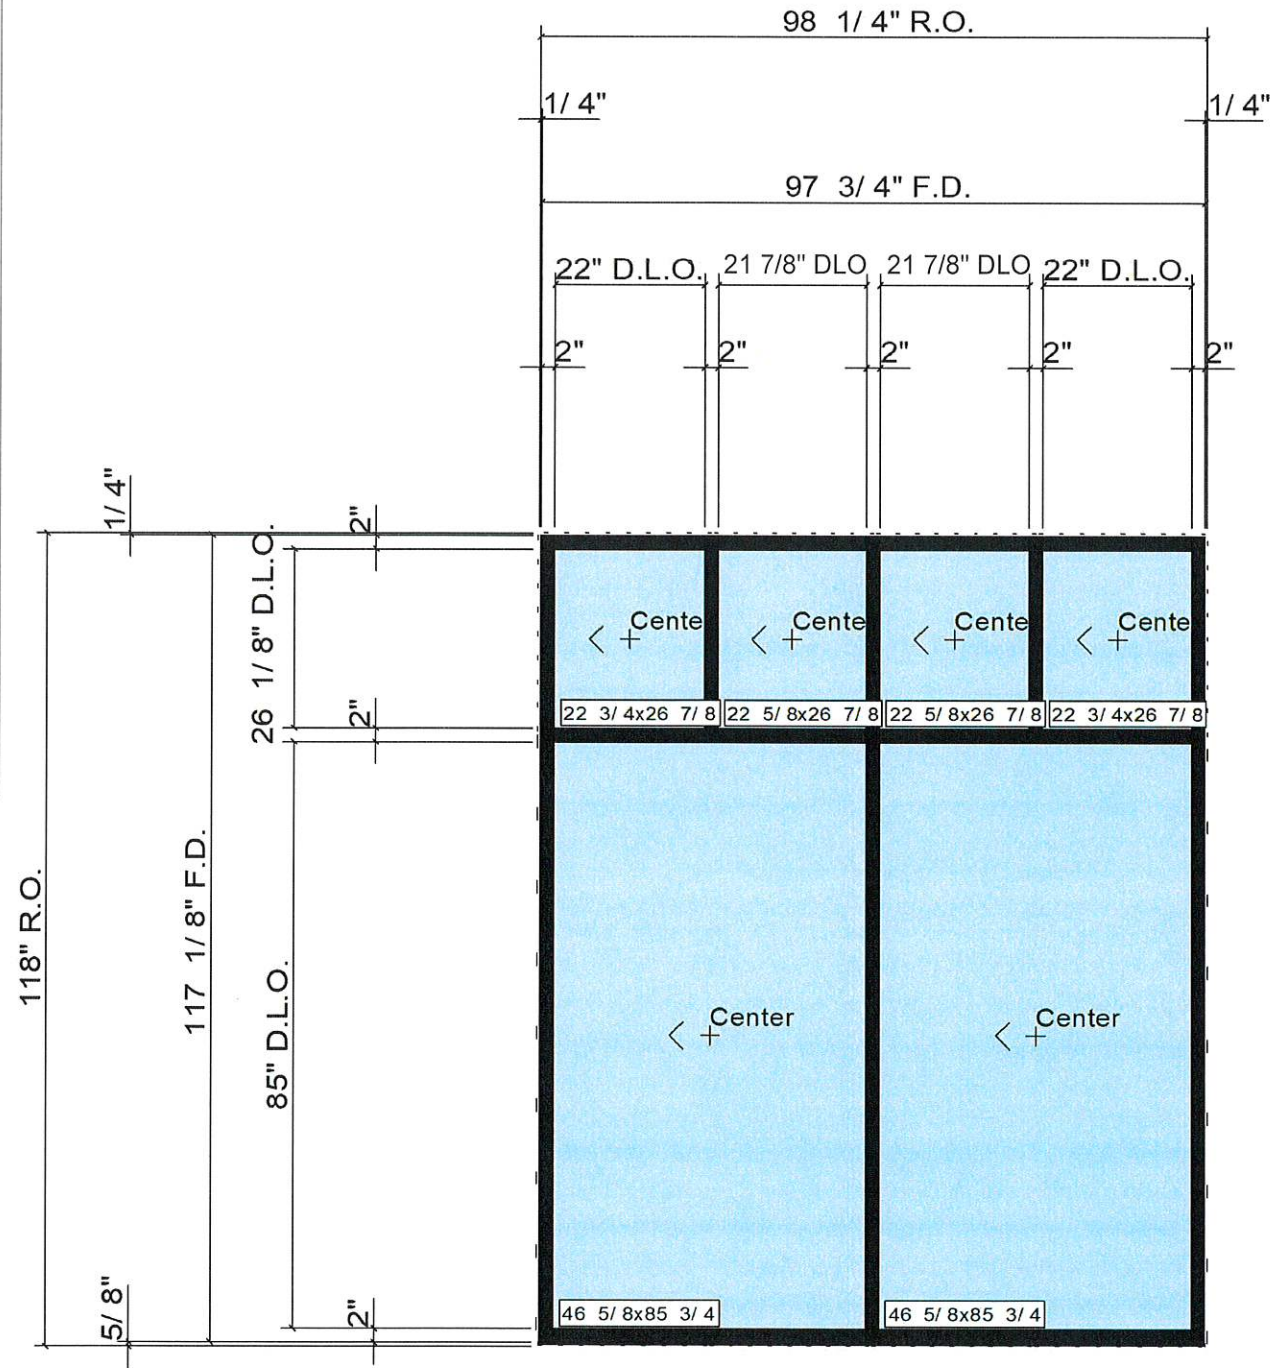 98 1/ 4" R.O.
1/ 4"
1/ 4"
97 3/ 4" F.D.
22" D.L.O.
21 7/8" DLO
21 7/8" DLO
22" D.L.O.
2"
2"
2"
2"
2"
1/ 4"
2"
26 1/ 8" D.L.O.
2"
118" R.O.
117 1/ 8" F.D.
85" D.L.O.
5/ 8"
2"
Cente
Cente
Cente
Cente
22 3/ 4x26 7/ 8
22 5/ 8x26 7/ 8
22 5/ 8x26 7/ 8
22 3/ 4x26 7/ 8
Center
Center
46 5/ 8x85 3/ 4
46 5/ 8x85 3/ 4